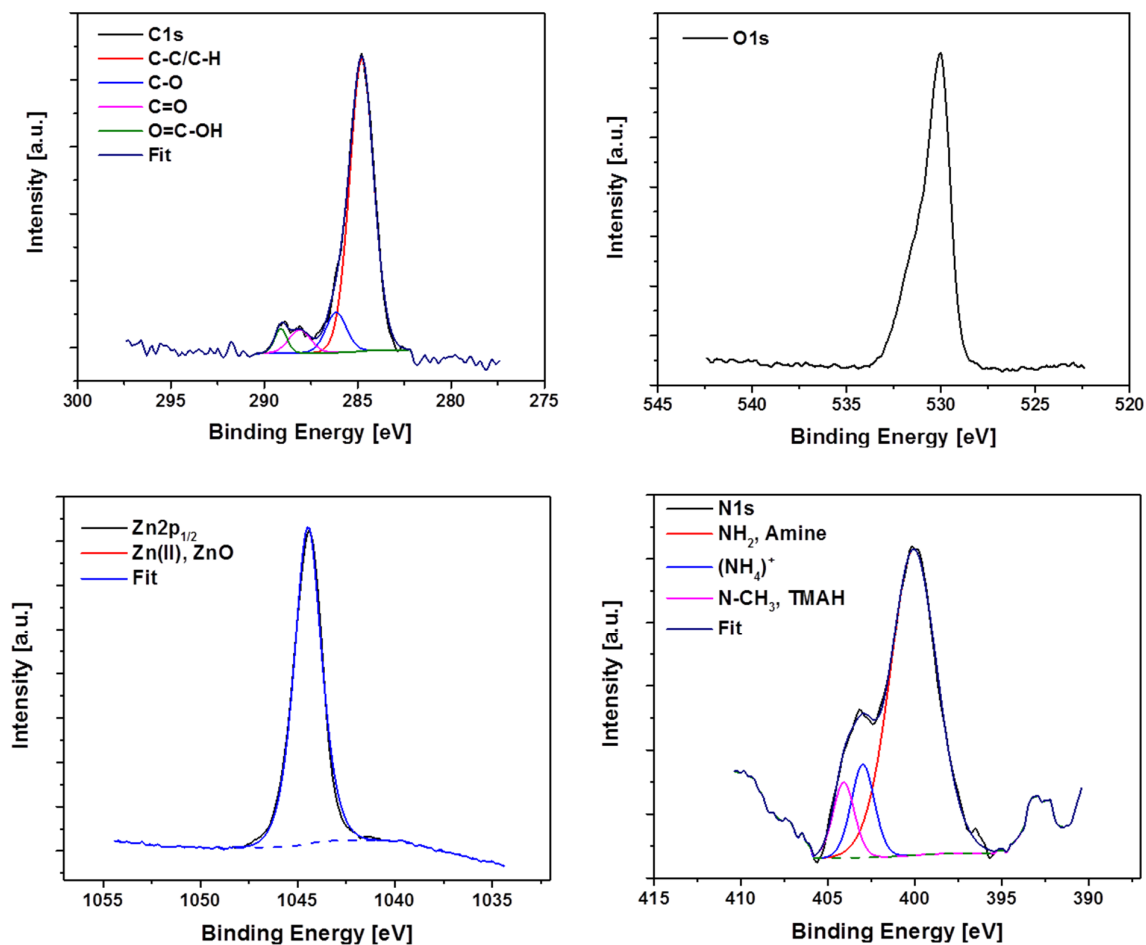 C1s
C-C/C-H
C-O
C=O
O=C-OH
Fit
Intensity [a.u.]
300 295 290 285 280 275
Binding Energy [eV]
O1s
Intensity [a.u.]
545 540 535 530 525 520
Binding Energy [eV]
Zn2p1/2
Zn(II), ZnO
Fit
Intensity [a.u.]
1055 1050 1045 1040 1035
Binding Energy [eV]
N1s
NH2, Amine
(NH4)+
N-CH3, TMAH
Fit
Intensity [a.u.]
415 410 405 400 395 390
Binding Energy [eV]